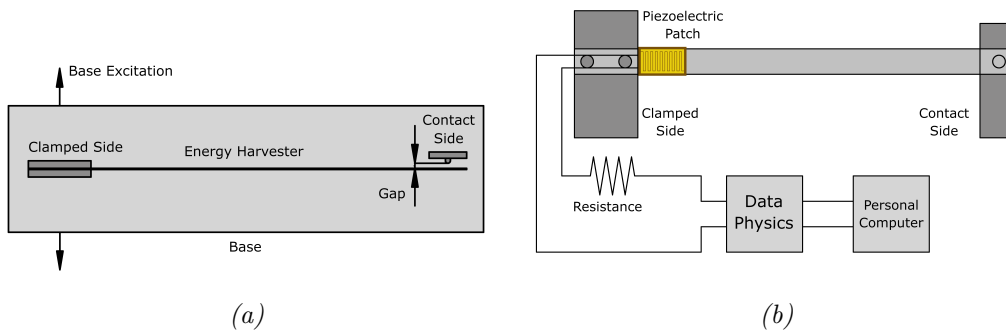 Base Excitation
Clamped Side
Energy Harvester
Contact
Side
Gap
Base
(a)
Piezoelectric
Patch
Clamped
Side
Contact
Side
Resistance
Data
Physics
Personal
Computer
(b)